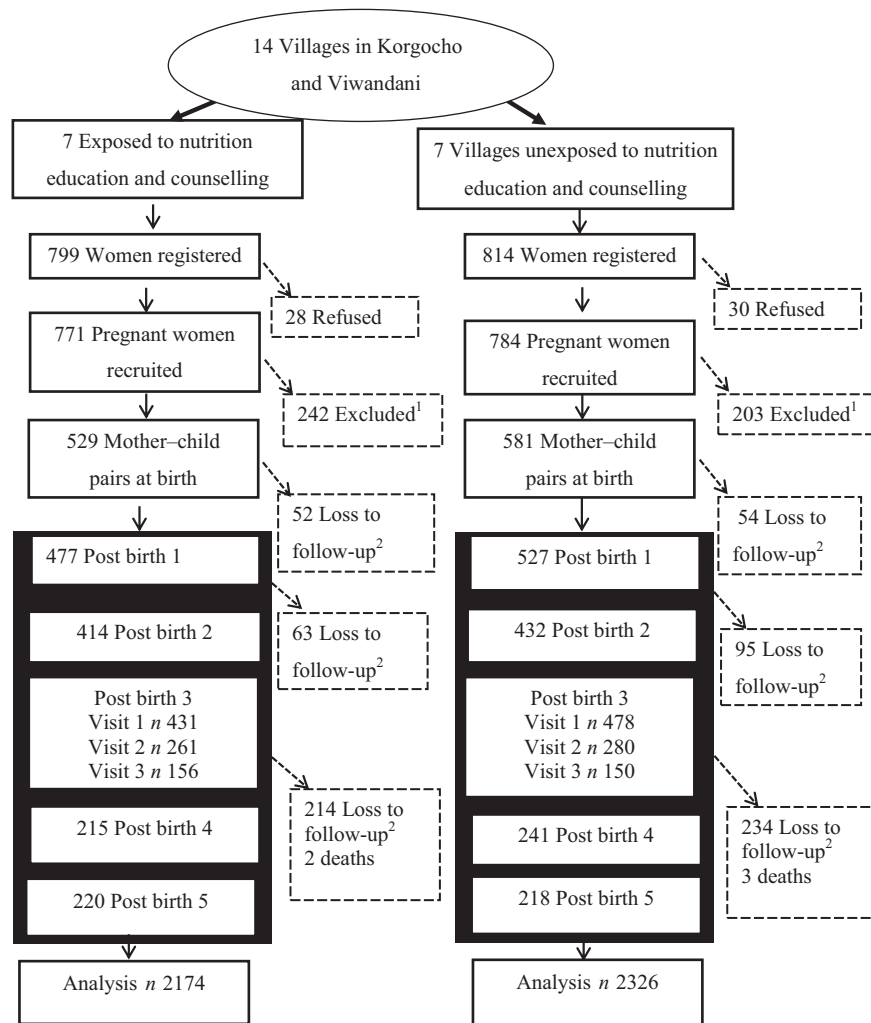 14 Villages in Korgocho
and Viwandani
7 Exposed to nutrition
education and counselling
7 Villages unexposed to nutrition
education and counselling
799 Women registered
814 Women registered
28 Refused
30 Refused
771 Pregnant women
recruited
784 Pregnant women
recruited
242 Excluded¹
203 Excluded¹
529 Mother–child
pairs at birth
581 Mother–child
pairs at birth
52 Loss to
follow-up²
54 Loss to
follow-up²
477 Post birth 1
527 Post birth 1
414 Post birth 2
432 Post birth 2
63 Loss to
follow-up²
95 Loss to
follow-up²
Post birth 3
Visit 1 n 431
Visit 2 n 261
Visit 3 n 156
Post birth 3
Visit 1 n 478
Visit 2 n 280
Visit 3 n 150
214 Loss to
follow-up²
2 deaths
234 Loss to
follow-up²
3 deaths
215 Post birth 4
241 Post birth 4
220 Post birth 5
218 Post birth 5
Analysis n 2174
Analysis n 2326